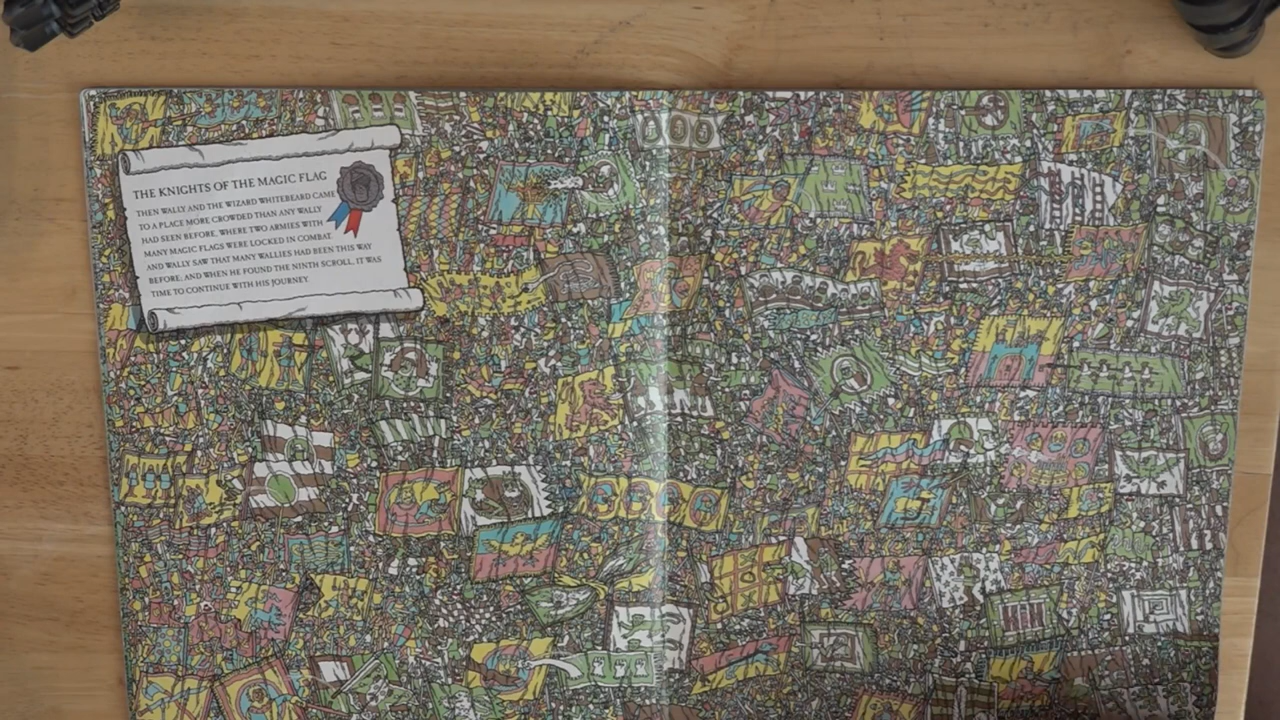 THE KNIGHTS OF THE MAGIC FLAG
THEN WALLY AND THE WIZARD WHITEBEARD CAME
TO A PLACE MORE CROWDED THAN ANY WALLY
HAD SEEN BEFORE, WHERE TWO ARMIES WITH
MANY MAGIC FLAGS WERE LOCKED IN COMBAT.
AND WALLY SAW THAT MANY WALLIES HAD BEEN THIS WAY
BEFORE. AND WHEN HE FOUND THE NINTH SCROLL, IT WAS
TIME TO CONTINUE WITH HIS JOURNEY.